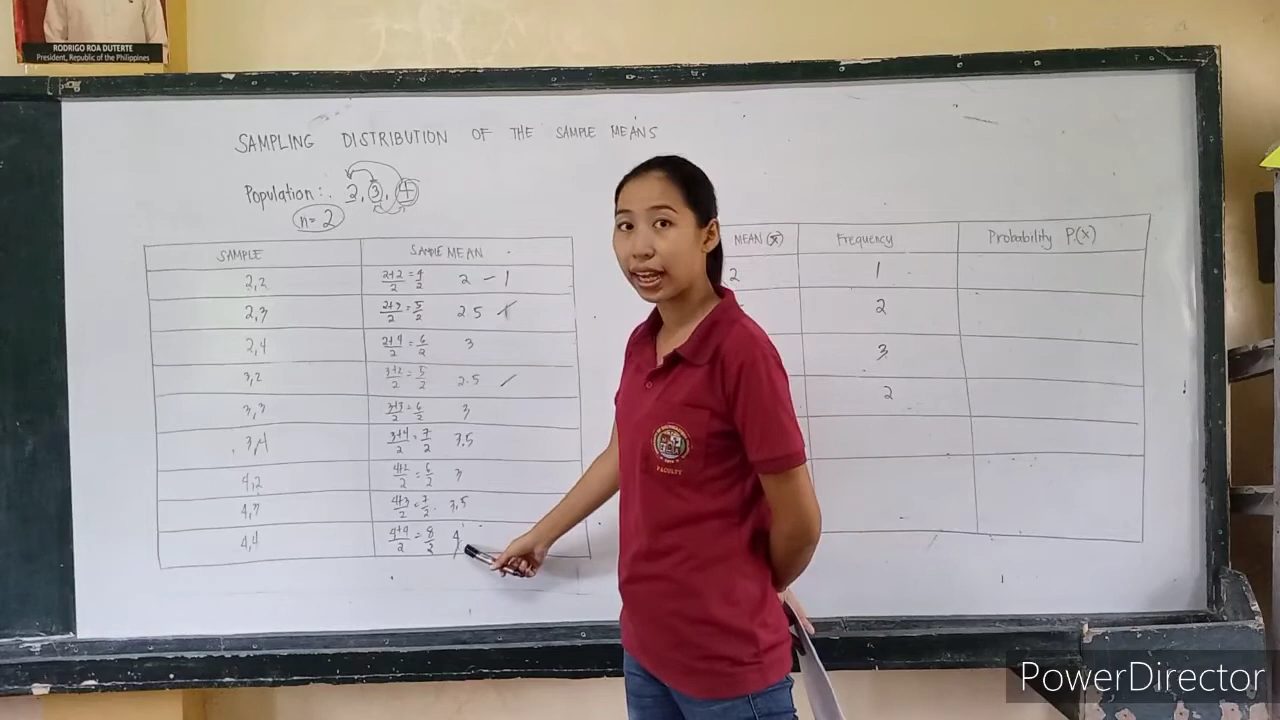 RODRIGO ROA DUTERTE
President, Republic of the Philippines
SAMPLING DISTRIBUTION OF THE SAMPLE MEANS
Population: 2, 3, 4
n = 2
SAMPLE SAMPLE MEAN
2,2 2+2/2 = 4/2 2 – 1
2,3 2+3/2 = 5/2 2.5
2,4 2+4/2 = 6/2 3
3,2 3+2/2 = 5/2 2.5
3,3 3+3/2 = 6/2 3
3,4 3+4/2 = 7/2 3.5
4,2 4+2/2 = 6/2 3
4,3 4+3/2 = 7/2 3.5
4,4 4+4/2 = 8/2 4
MEAN (x̄) Frequency Probability P(x)
2 1
2
3
2
FACULTY
PowerDirector